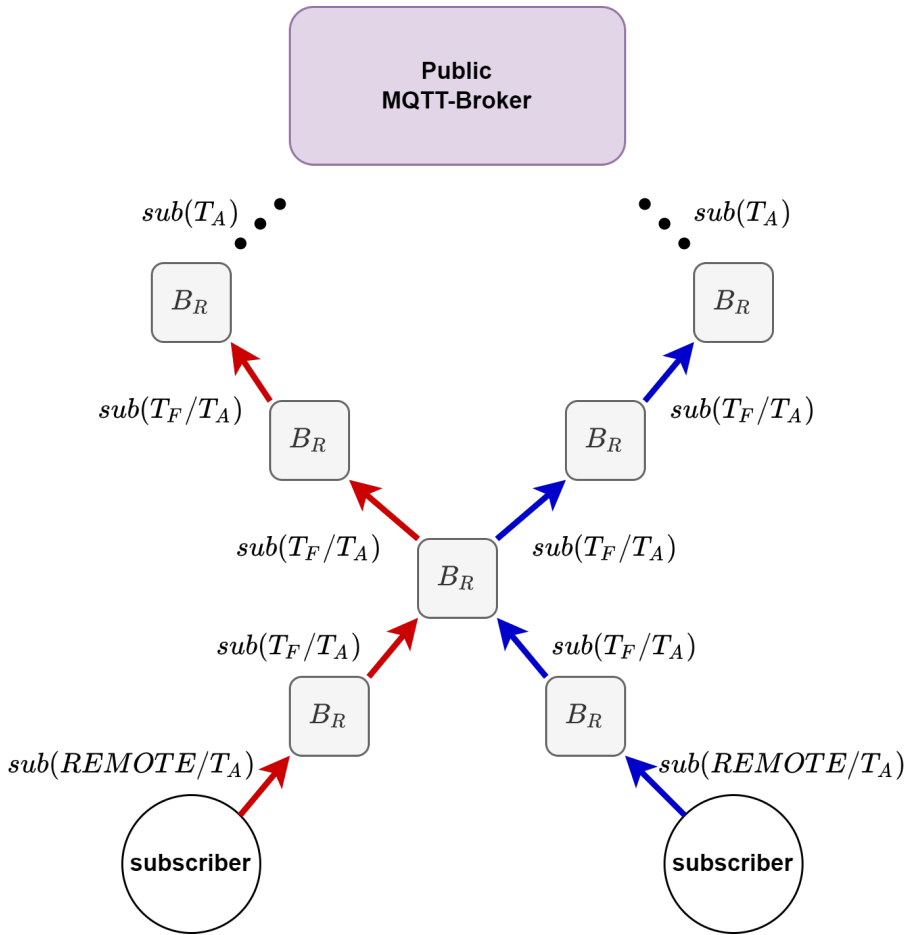 Public
MQTT-Broker
sub(T_A)
sub(T_A)
B_R
B_R
sub(T_F/T_A)
sub(T_F/T_A)
B_R
B_R
sub(T_F/T_A)
sub(T_F/T_A)
B_R
sub(T_F/T_A)
sub(T_F/T_A)
B_R
B_R
sub(REMOTE/T_A)
sub(REMOTE/T_A)
subscriber
subscriber